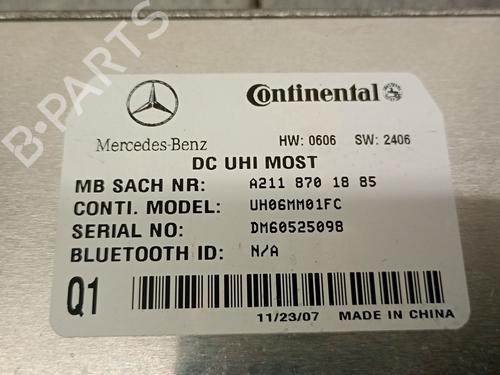 Continental
Mercedes-Benz
HW: 0606 SW: 2406
DC UHI MOST
MB SACH NR: A211 870 18 85
CONTI. MODEL: UH06MM01FC
SERIAL NO: DM60525098
BLUETOOTH ID: N/A
Q1
11/23/07 MADE IN CHINA
B-PARTS